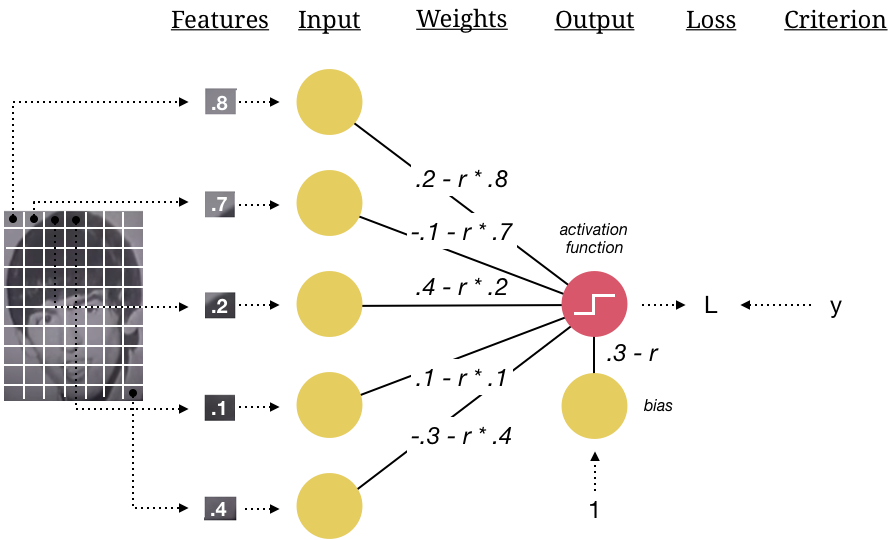 Features Input Weights Output Loss Criterion
.8
.2 - r * .8
.7
-.1 - r * .7
activation
function
.2
.4 - r * .2
L
y
.3 - r
.1
.1 - r * .1
bias
-.3 - r * .4
.4
1